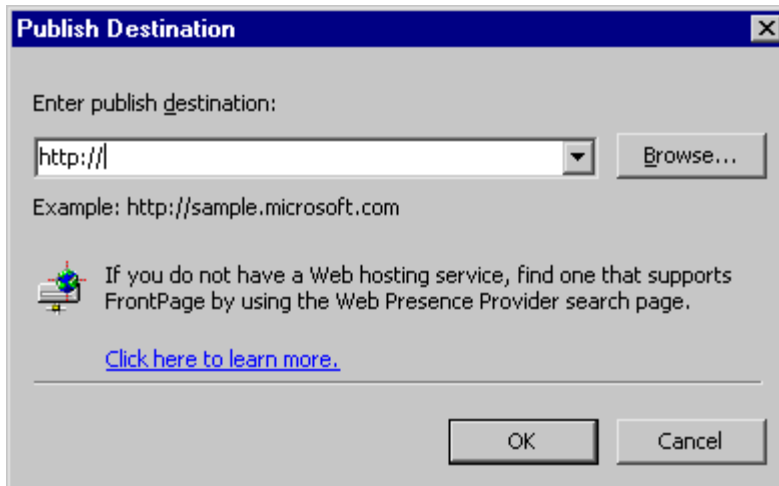 Publish Destination
Enter publish destination:
http://
Browse...
Example: http://sample.microsoft.com
If you do not have a Web hosting service, find one that supports
FrontPage by using the Web Presence Provider search page.
Click here to learn more.
OK
Cancel